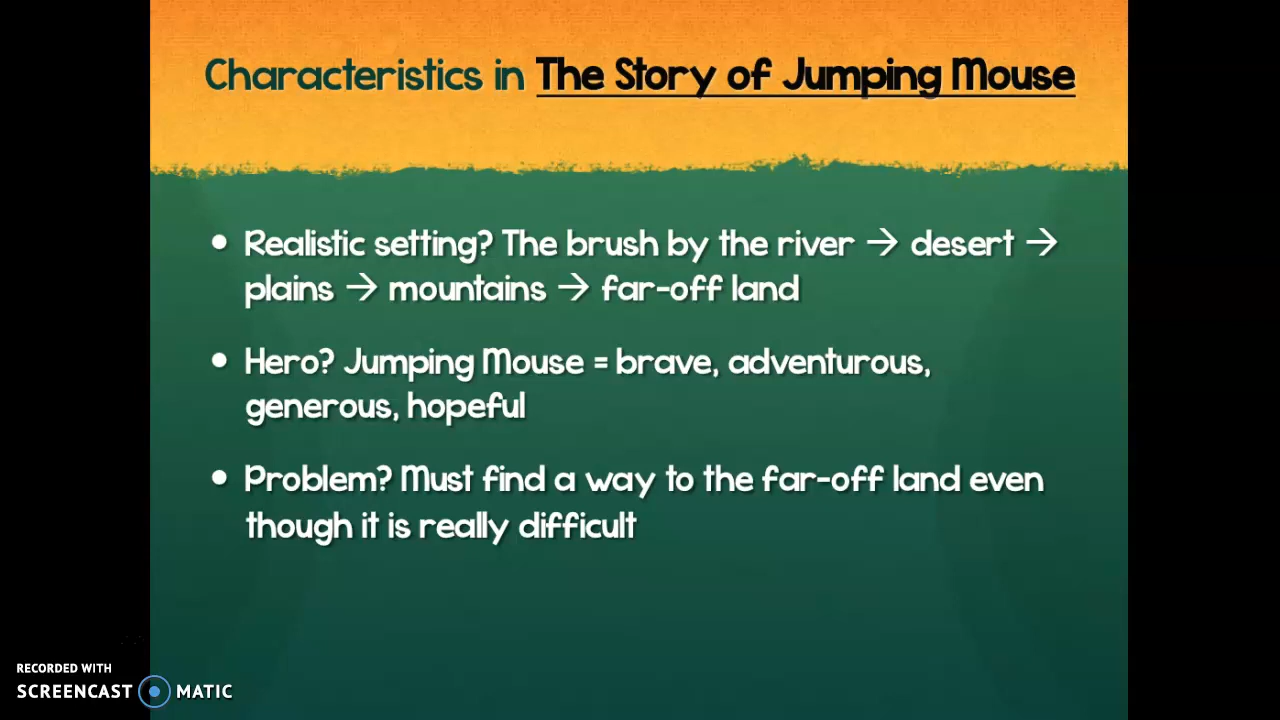 Characteristics in The Story of Jumping Mouse
• Realistic setting? The brush by the river → desert →
plains → mountains → far-off land
• Hero? Jumping Mouse = brave, adventurous,
generous, hopeful
• Problem? Must find a way to the far-off land even
though it is really difficult
RECORDED WITH
SCREENCAST MATIC